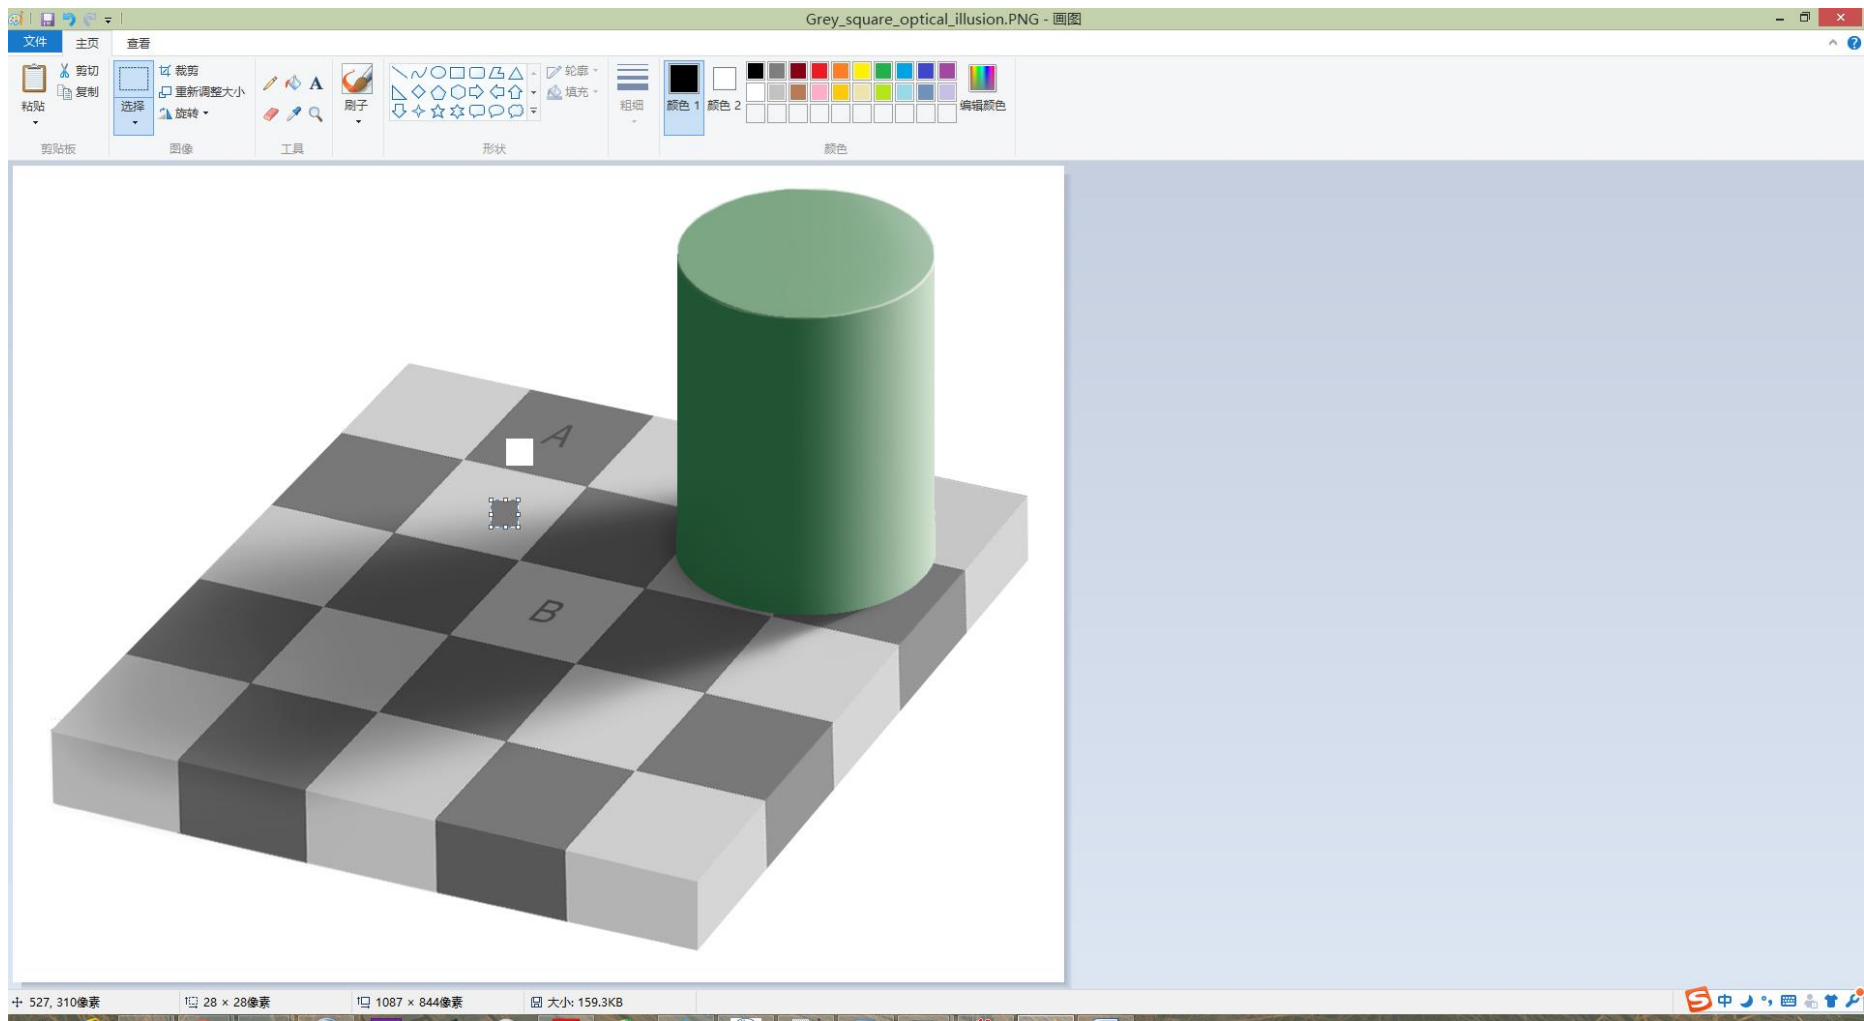 Grey_square_optical_illusion.PNG - 画图
文件 主页 查看
粘贴 剪切 复制
选择 裁剪 重新调整大小 旋转
A
刷子
轮廓 填充
粗细
颜色 1 颜色 2
编辑颜色
剪贴板 图像 工具 形状 颜色
A
B
527, 310像素 28 × 28像素 1087 × 844像素 大小: 159.3KB
S 中